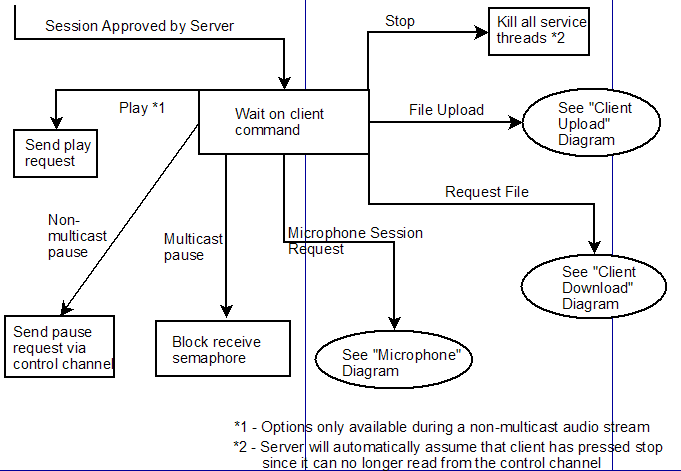 Session Approved by Server
Stop
Kill all service
threads *2
Play *1
Wait on client
command
File Upload
See "Client
Upload"
Diagram
Send play
request
Request File
Non-
multicast
pause
Multicast
pause
Microphone Session
Request
See "Client
Download"
Diagram
Send pause
request via
control channel
Block receive
semaphore
See "Microphone"
Diagram
*1 - Options only available during a non-multicast audio stream
*2 - Server will automatically assume that client has pressed stop
since it can no longer read from the control channel